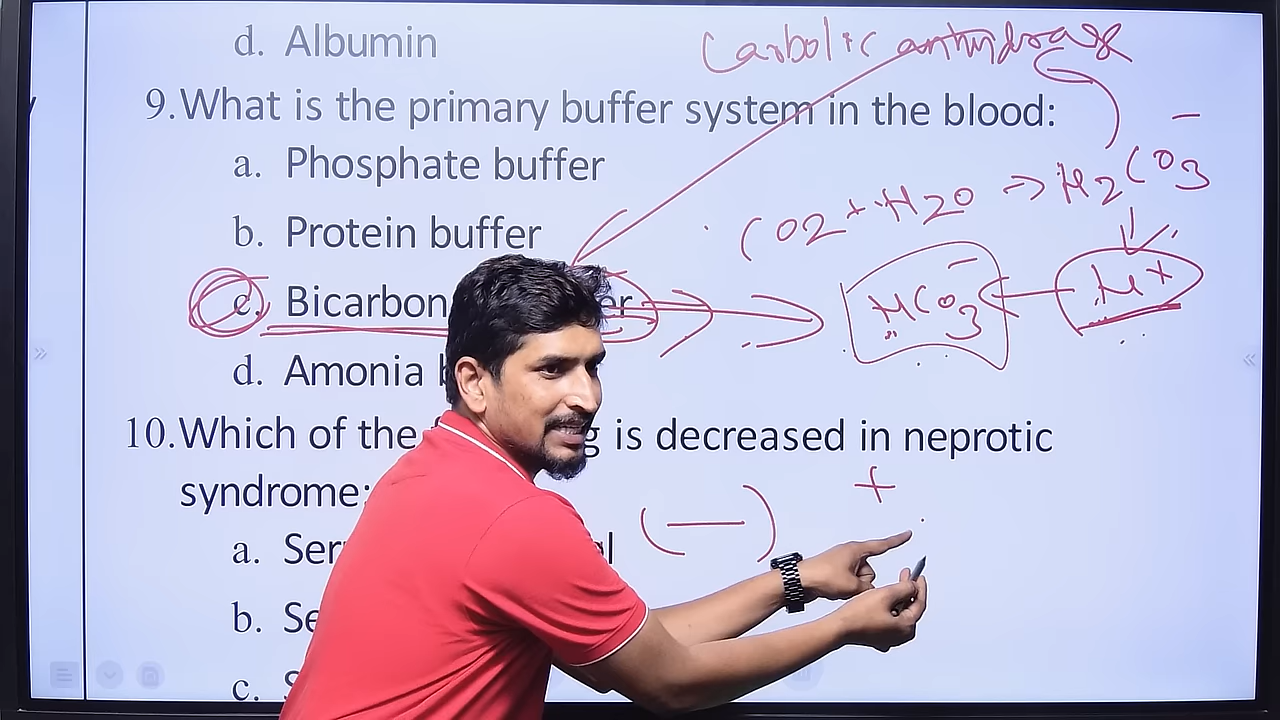 d. Albumin
Carbolic anhydrase
9. What is the primary buffer system in the blood:
a. Phosphate buffer
CO2 + H2O → H2CO3 −
b. Protein buffer
c. Bicarbon er
HCO3 − H+
d. Amonia b
10. Which of the g is decreased in neprotic
syndrome:
(—) +
a. Ser l
b. Se
c. S